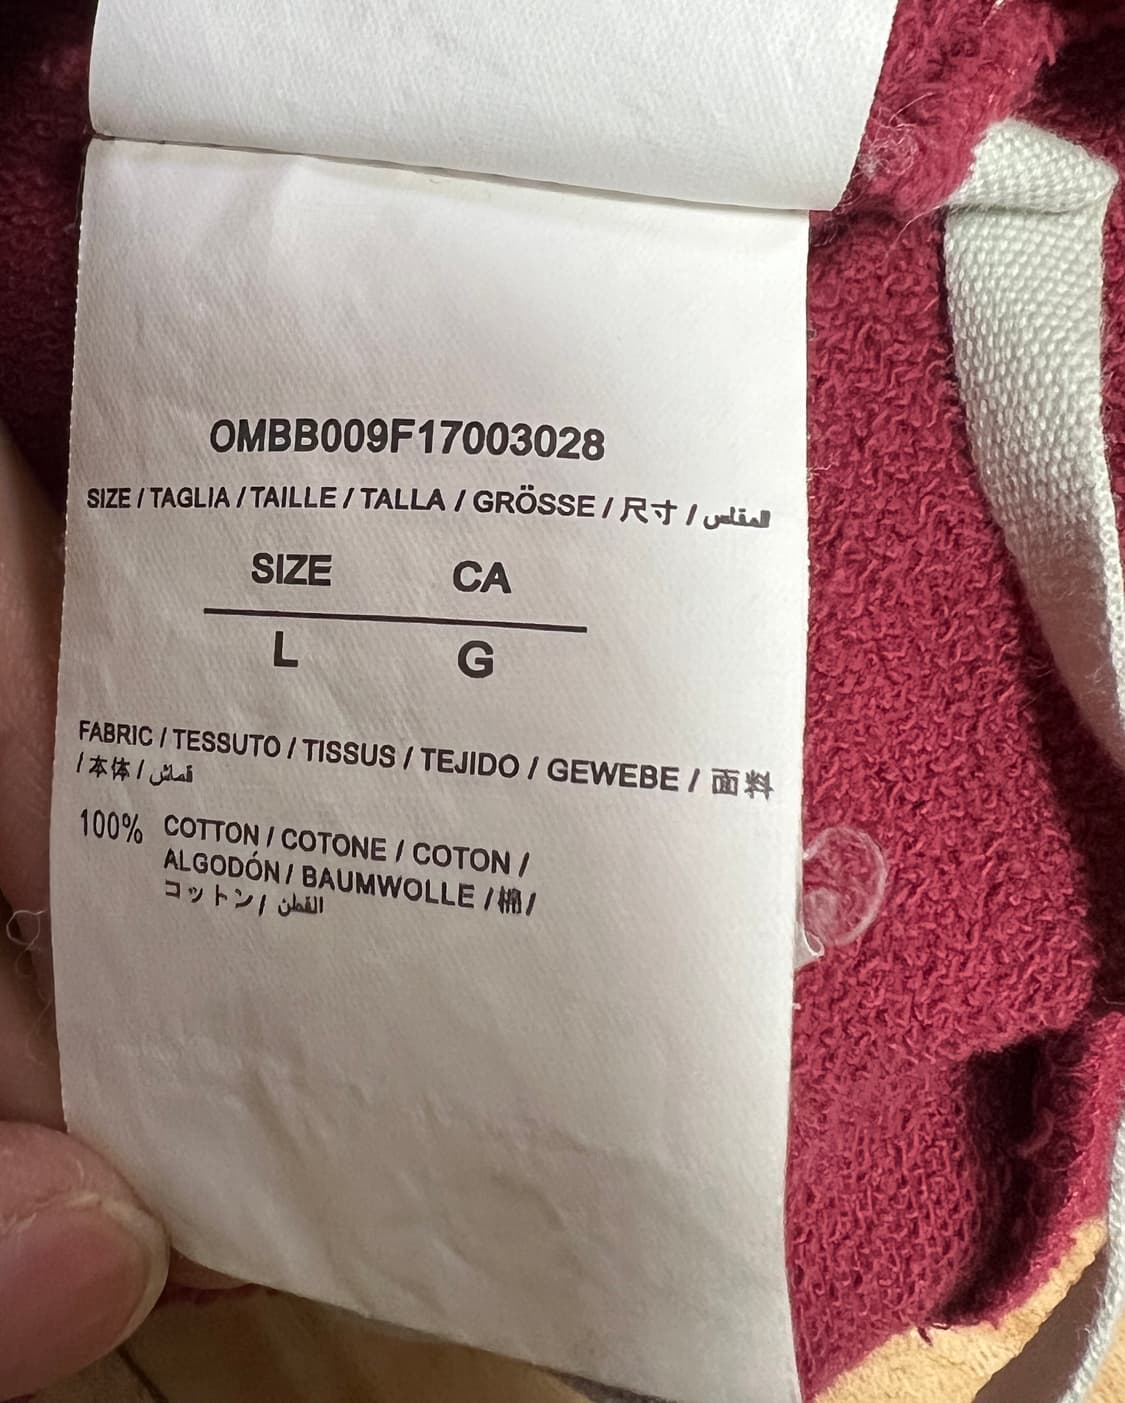 OMBB009F17003028
SIZE / TAGLIA / TAILLE / TALLA / GRÖSSE / 尺寸 / المقاس
SIZE CA
L G
FABRIC / TESSUTO / TISSUS / TEJIDO / GEWEBE / 面料
/ 本体 / قماش
100% COTTON / COTONE / COTON /
ALGODÓN / BAUMWOLLE / 棉 /
コットン / القطن